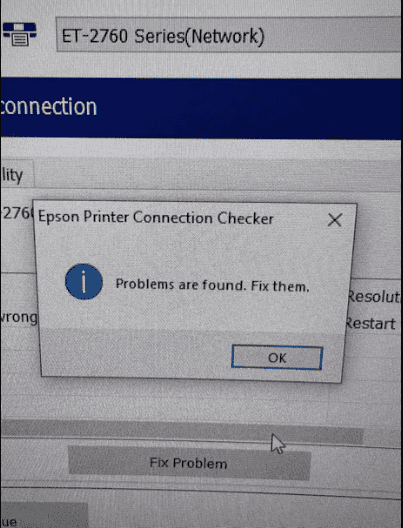 ET-2760 Series(Network)
connection
lity
-276
Epson Printer Connection Checker
Problems are found. Fix them.
Resolut
wrong
Restart
OK
Fix Problem
ue